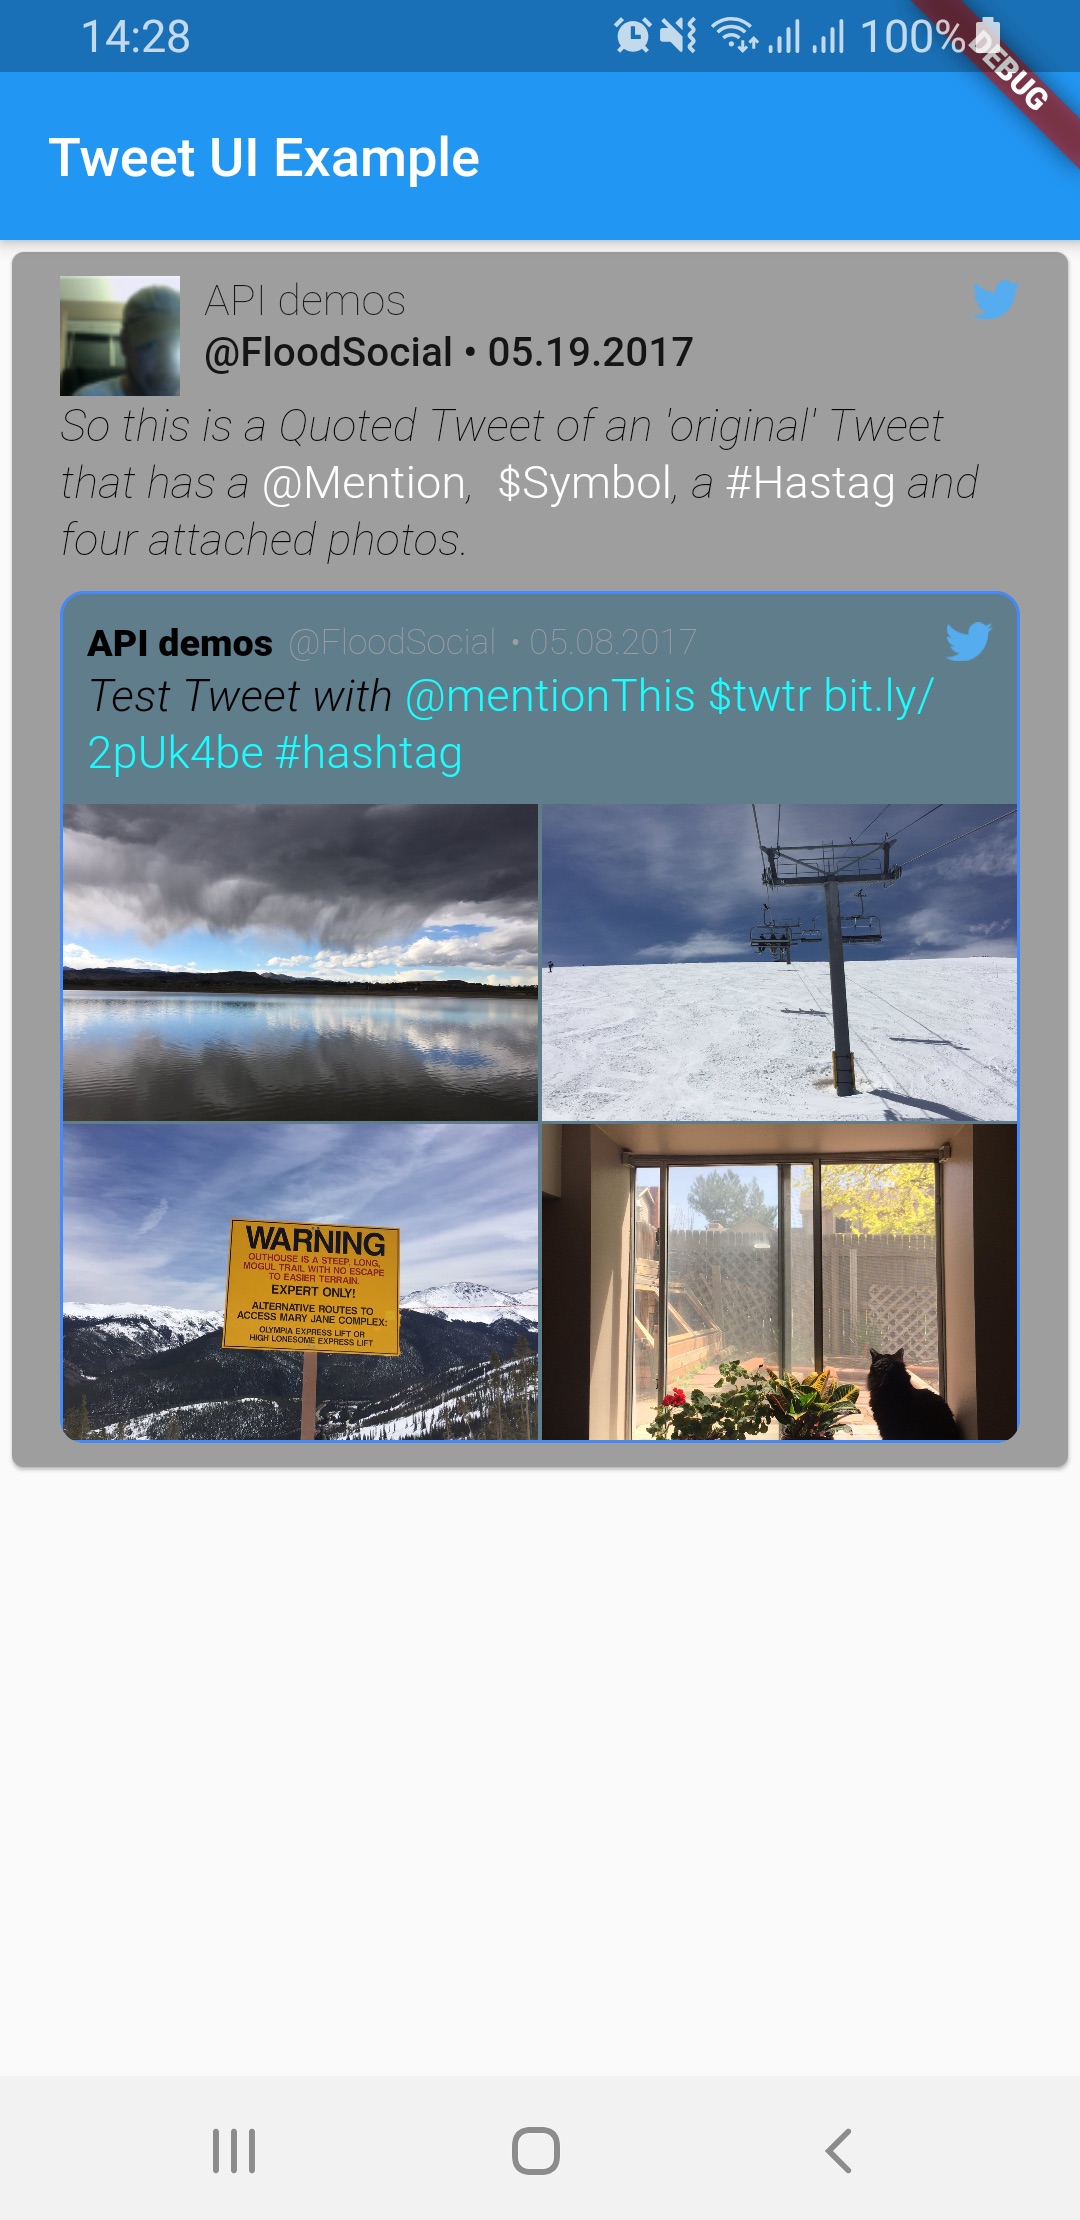 14:28
100%
DEBUG
Tweet UI Example
API demos
@FloodSocial • 05.19.2017
So this is a Quoted Tweet of an 'original' Tweet
that has a @Mention,  $Symbol, a #Hastag and
four attached photos.
API demos @FloodSocial • 05.08.2017
Test Tweet with @mentionThis $twtr bit.ly/
2pUk4be #hashtag
WARNING
OUTHOUSE IS A STEEP, LONG,
MOGUL TRAIL WITH NO ESCAPE
TO EASIER TERRAIN.
EXPERT ONLY!
ALTERNATIVE ROUTES TO
ACCESS MARY JANE COMPLEX:
OLYMPIA EXPRESS LIFT OR
HIGH LONESOME EXPRESS LIFT